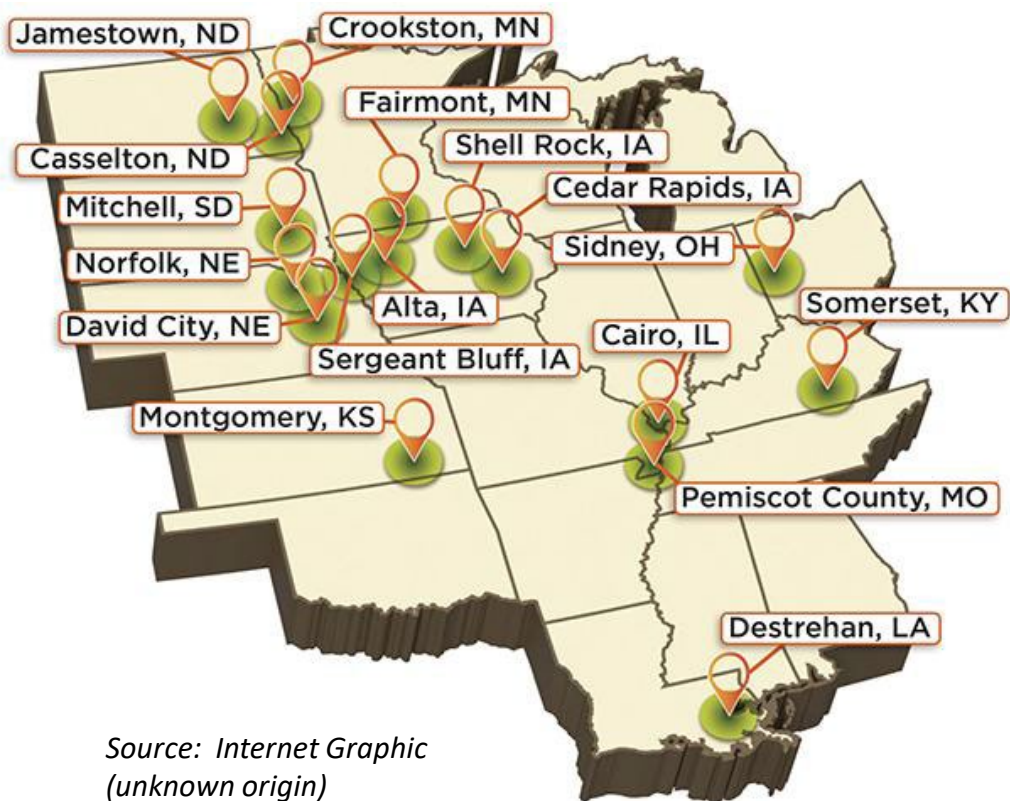 Jamestown, ND
Crookston, MN
Fairmont, MN
Shell Rock, IA
Casselton, ND
Cedar Rapids, IA
Mitchell, SD
Sidney, OH
Norfolk, NE
Alta, IA
Somerset, KY
David City, NE
Cairo, IL
Sergeant Bluff, IA
Montgomery, KS
Pemiscot County, MO
Destrehan, LA
Source:  Internet Graphic
(unknown origin)